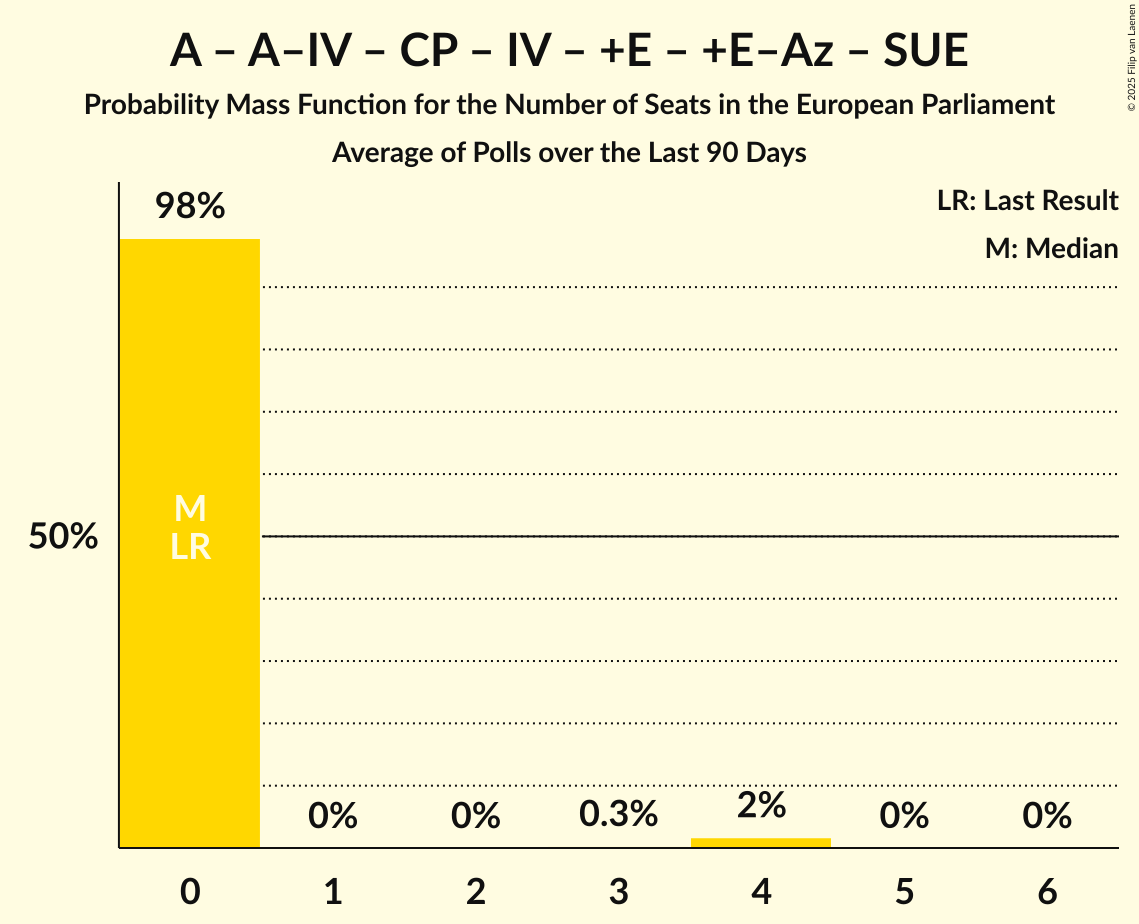 A – A–IV – CP – IV – +E – +E–Az – SUE
Probability Mass Function for the Number of Seats in the European Parliament
Average of Polls over the Last 90 Days
© 2025 Filip van Laenen
LR: Last Result
M: Median
98%
M
LR
50%
0%
0%
0.3%
2%
0%
0%
0
1
2
3
4
5
6